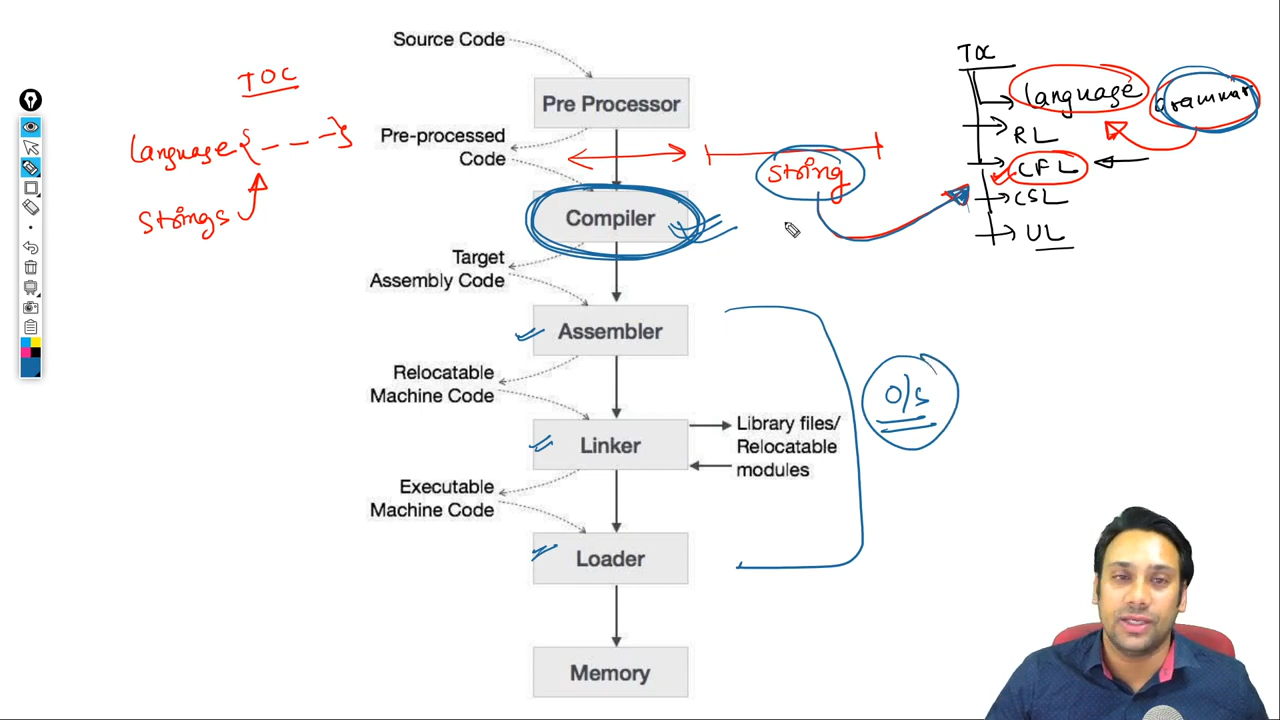 Source Code
Pre Processor
Pre-processed
Code
Compiler
Target
Assembly Code
Assembler
Relocatable
Machine Code
Linker
Library files/
Relocatable
modules
Executable
Machine Code
Loader
Memory
TOC
Language { - - - }
Strings
string
O/S
TOC
Language
Grammar
RL
CFL
CSL
UL